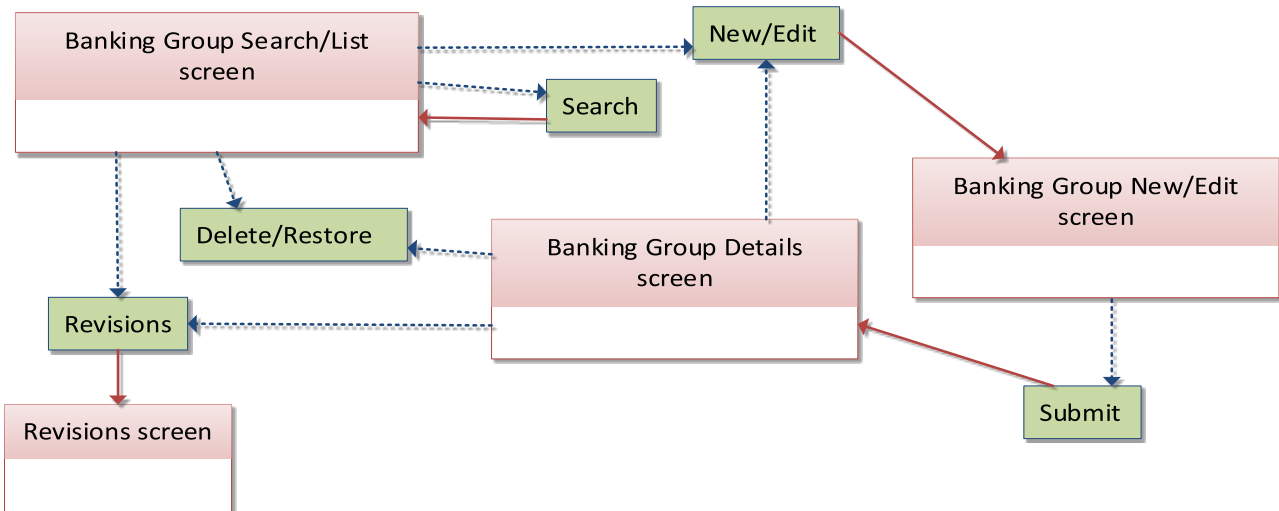 Banking Group Search/List
screen
New/Edit
Search
Banking Group New/Edit
screen
Delete/Restore
Banking Group Details
screen
Revisions
Submit
Revisions screen